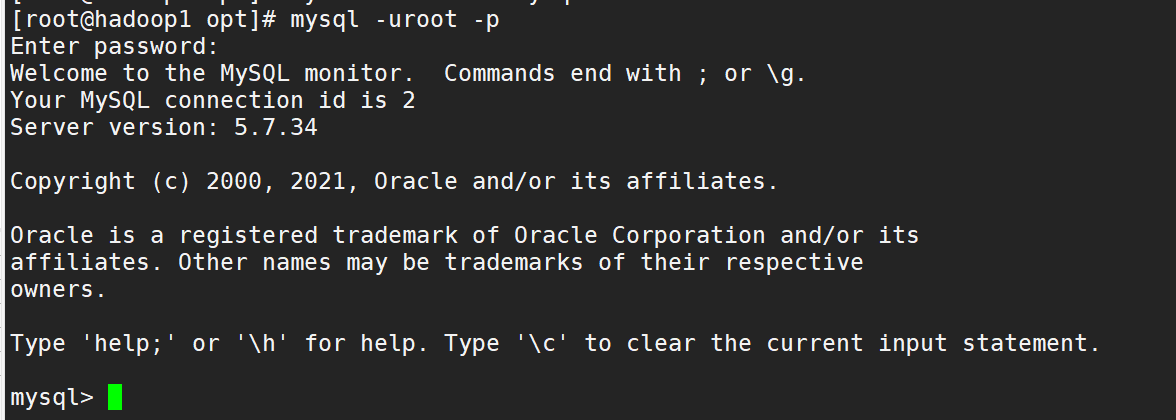 [root@hadoop1 opt]# mysql -uroot -p
Enter password:
Welcome to the MySQL monitor.  Commands end with ; or \g.
Your MySQL connection id is 2
Server version: 5.7.34

Copyright (c) 2000, 2021, Oracle and/or its affiliates.

Oracle is a registered trademark of Oracle Corporation and/or its
affiliates. Other names may be trademarks of their respective
owners.

Type 'help;' or '\h' for help. Type '\c' to clear the current input statement.

mysql>